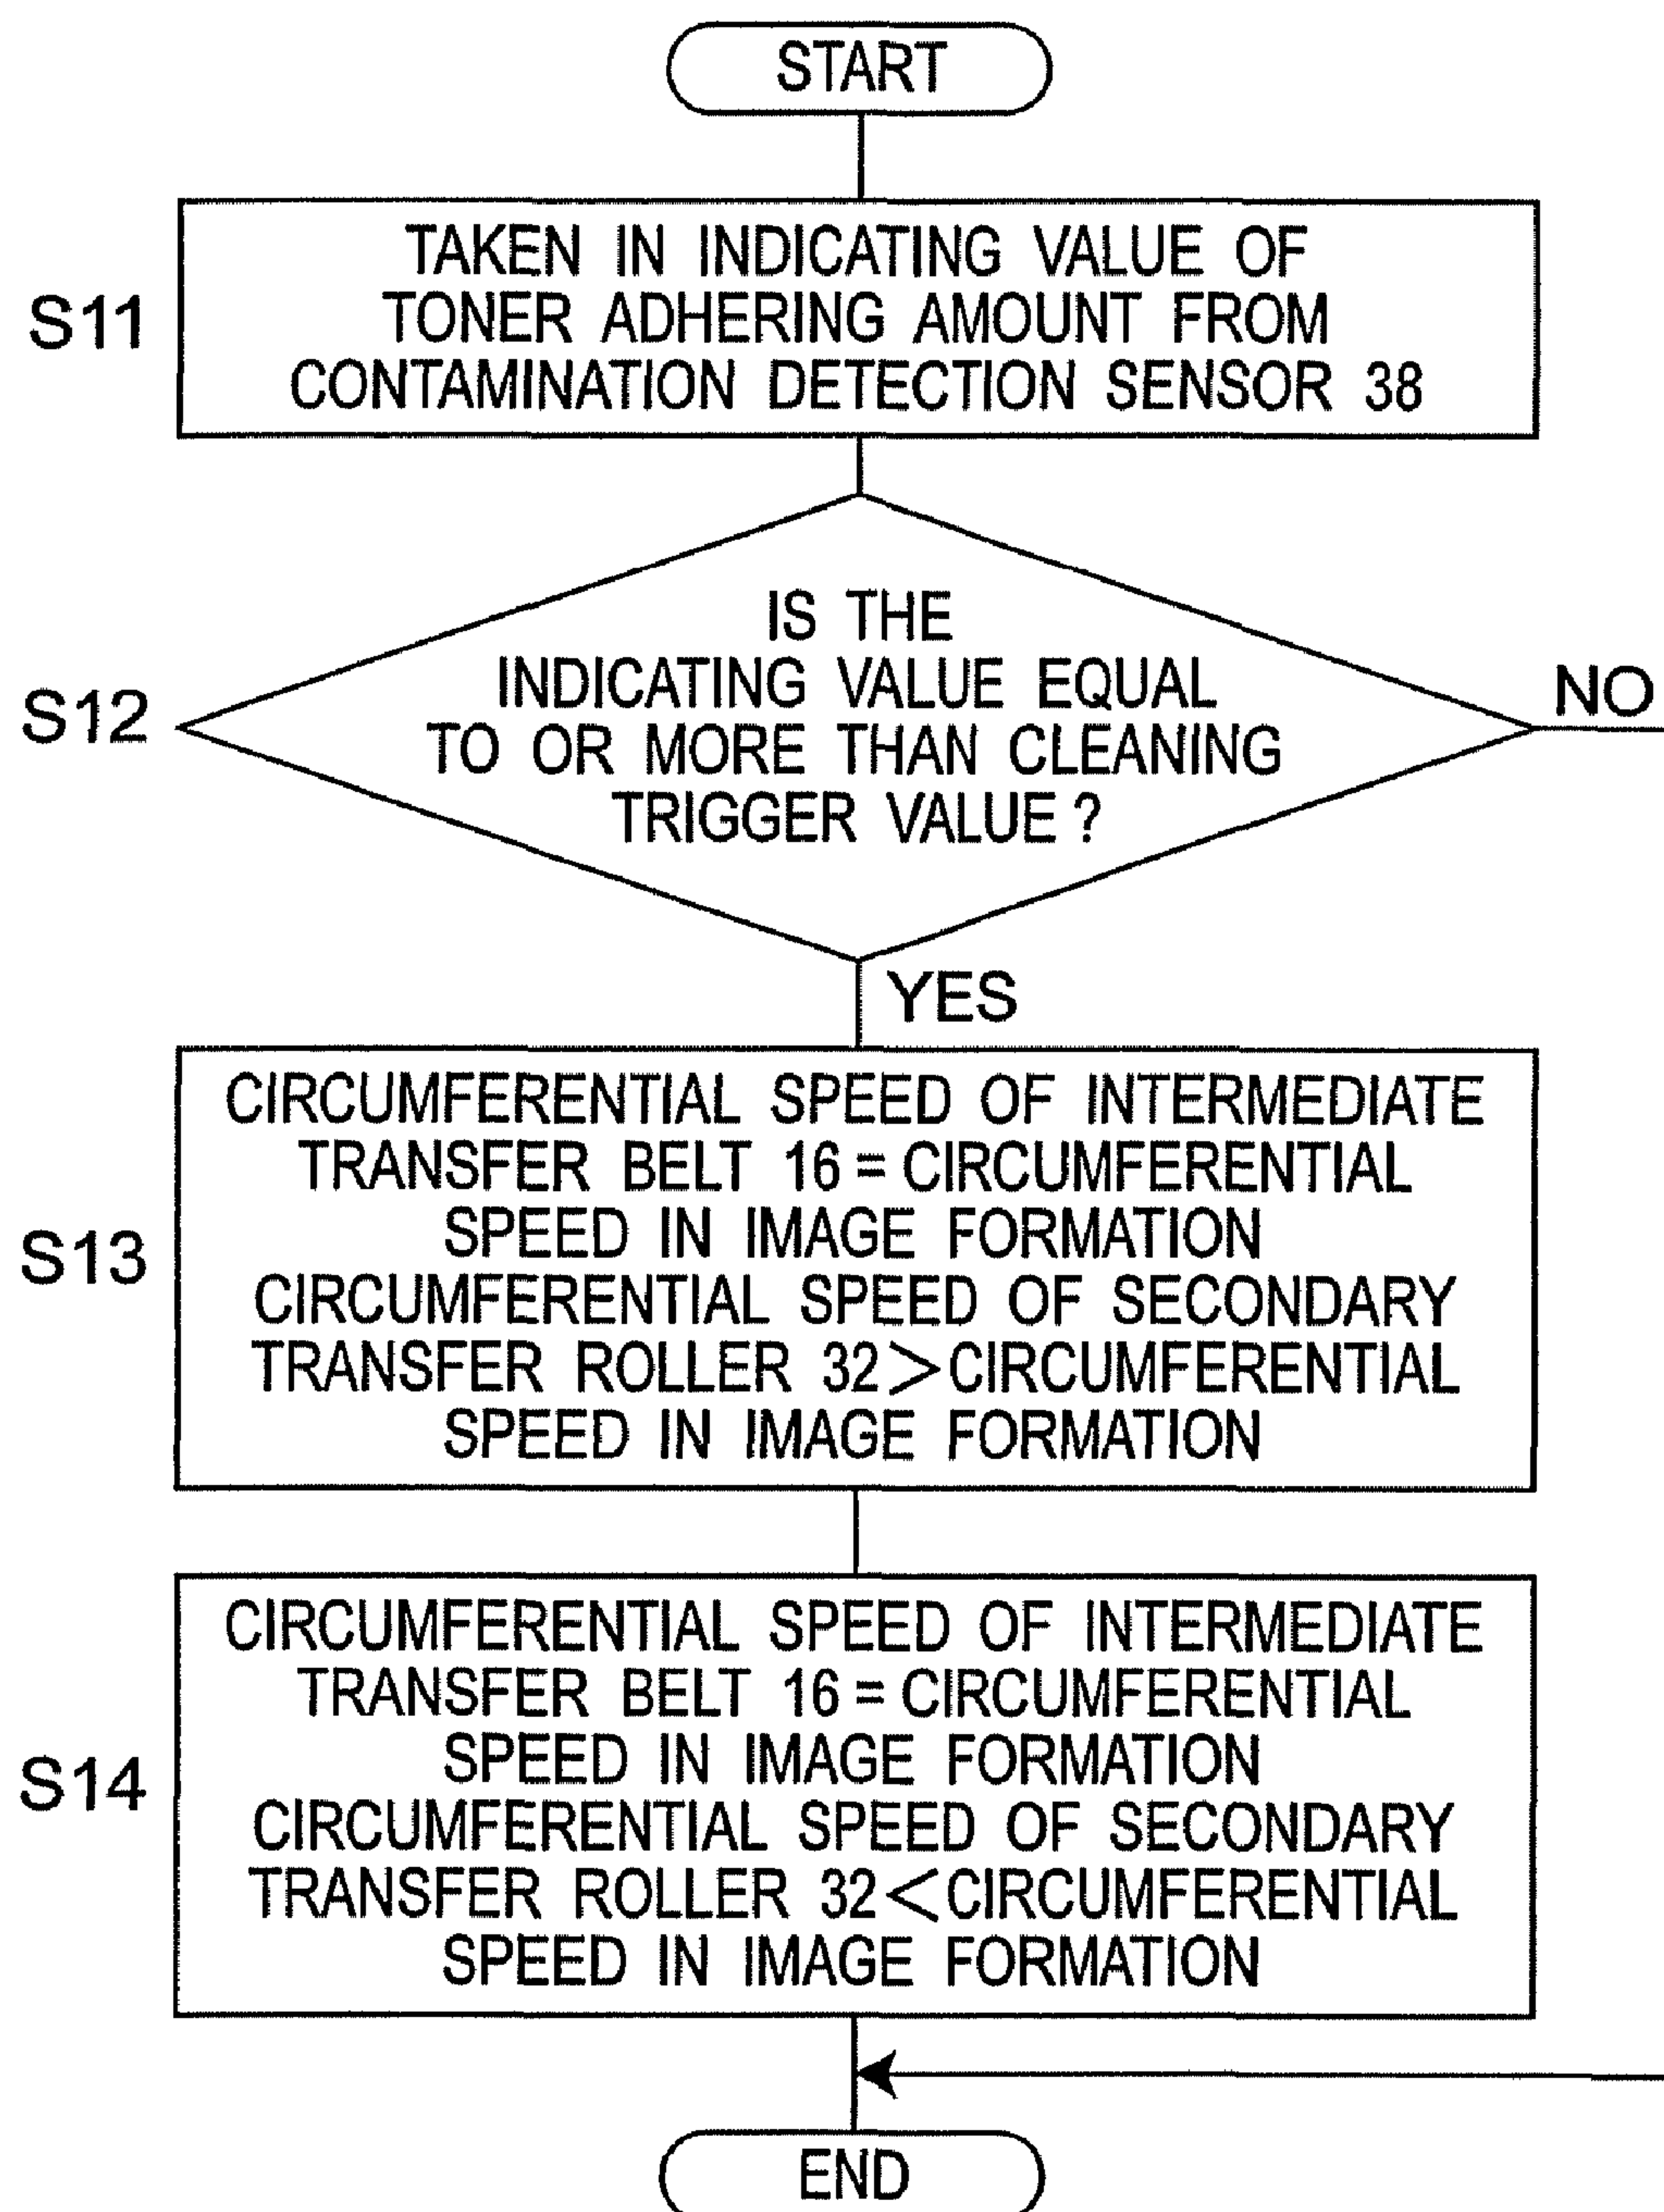 START
S11
TAKEN IN INDICATING VALUE OF
TONER ADHERING AMOUNT FROM
CONTAMINATION DETECTION SENSOR 38
S12
IS THE
INDICATING VALUE EQUAL
TO OR MORE THAN CLEANING
TRIGGER VALUE ?
NO
YES
S13
CIRCUMFERENTIAL SPEED OF INTERMEDIATE
TRANSFER BELT 16 = CIRCUMFERENTIAL
SPEED IN IMAGE FORMATION
CIRCUMFERENTIAL SPEED OF SECONDARY
TRANSFER ROLLER 32 > CIRCUMFERENTIAL
SPEED IN IMAGE FORMATION
S14
CIRCUMFERENTIAL SPEED OF INTERMEDIATE
TRANSFER BELT 16 = CIRCUMFERENTIAL
SPEED IN IMAGE FORMATION
CIRCUMFERENTIAL SPEED OF SECONDARY
TRANSFER ROLLER 32 < CIRCUMFERENTIAL
SPEED IN IMAGE FORMATION
END